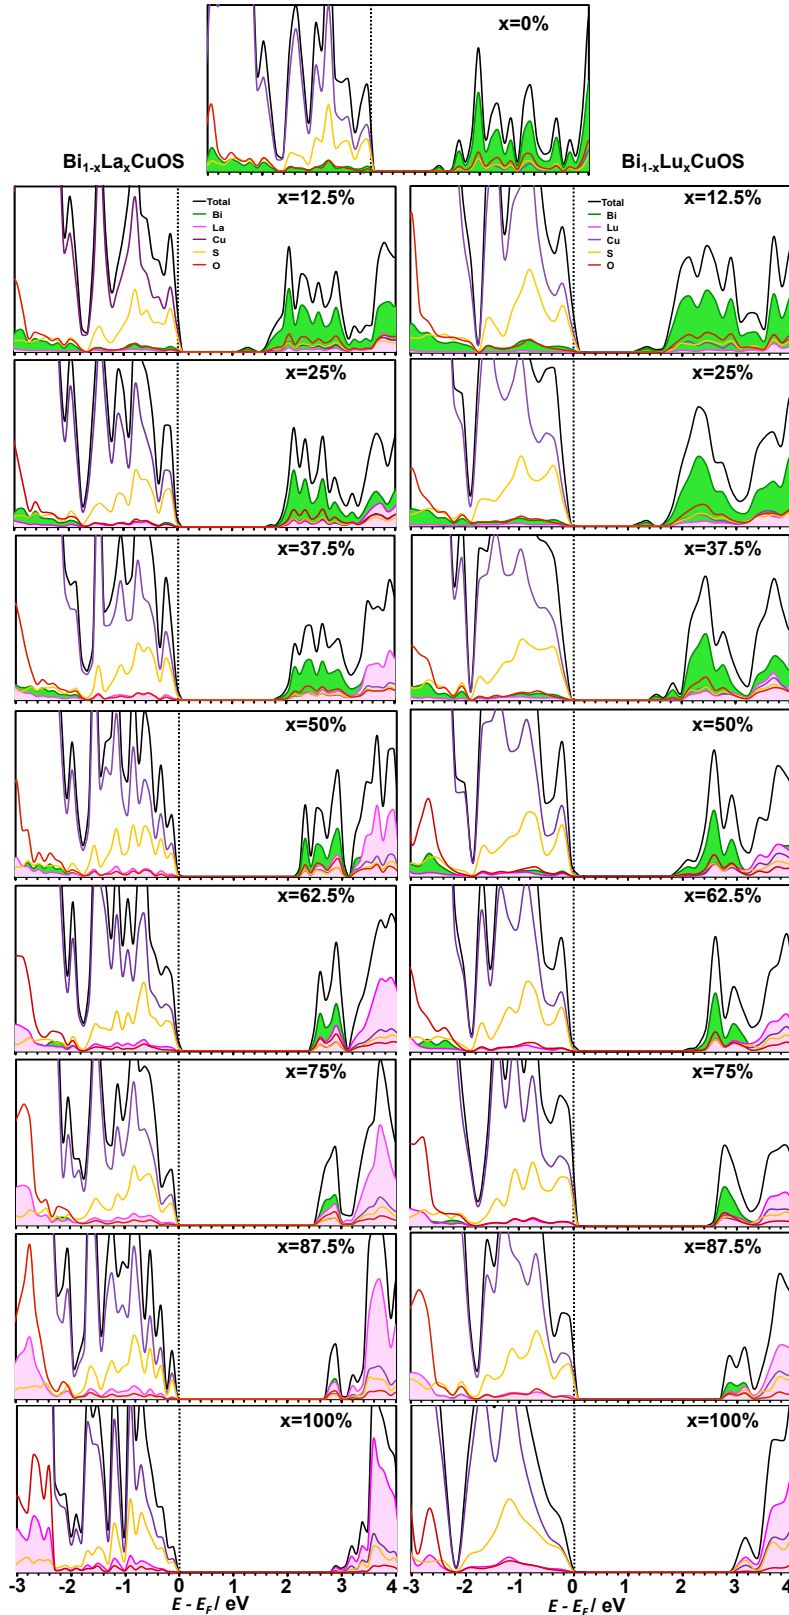 x=0%
Bi1-xLaxCuOS
Bi1-xLuxCuOS
x=12.5%
Total
Bi
La
Cu
S
O
x=12.5%
Total
Bi
Lu
Cu
S
O
x=25%
x=25%
x=37.5%
x=37.5%
x=50%
x=50%
x=62.5%
x=62.5%
x=75%
x=75%
x=87.5%
x=87.5%
x=100%
x=100%
-3 -2 -1 0 1 2 3 4
-3 -2 -1 0 1 2 3 4
E - EF / eV
E - EF / eV